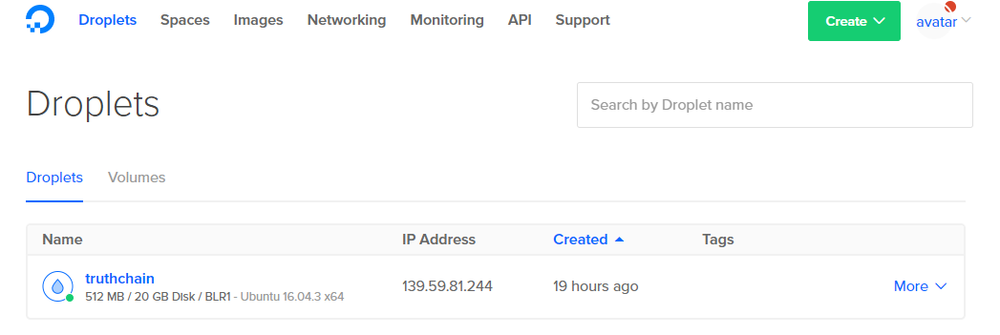 Droplets Spaces Images Networking Monitoring API Support Create avatar
Droplets
Search by Droplet name
Droplets Volumes
Name IP Address Created Tags
truthchain
512 MB / 20 GB Disk / BLR1 - Ubuntu 16.04.3 x64
139.59.81.244
19 hours ago
More